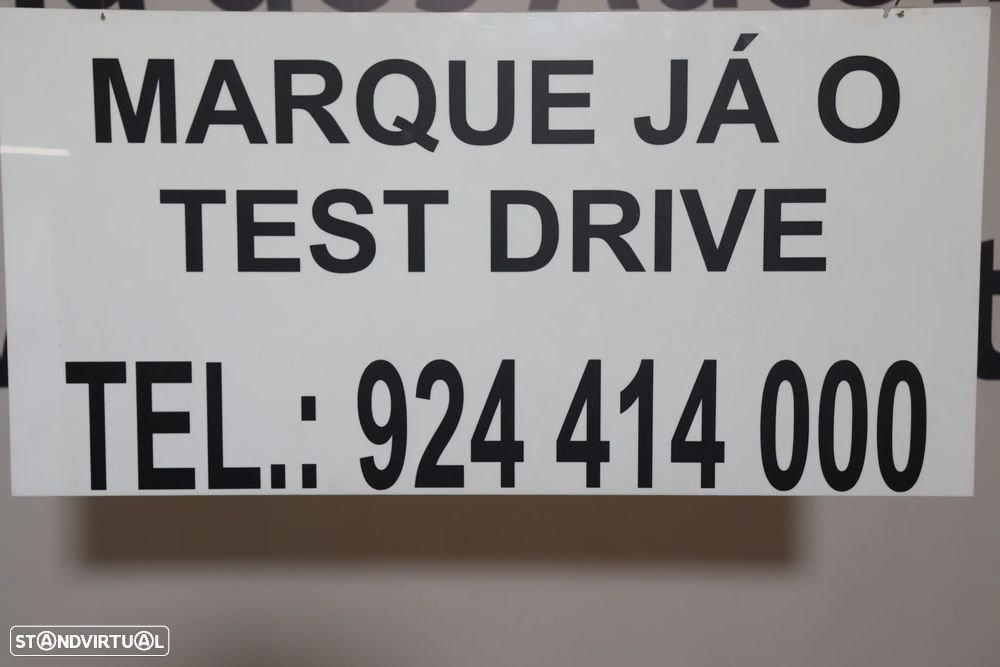 MARQUE JÁ O
TEST DRIVE
TEL.: 924 414 000
STANDVIRTUAL